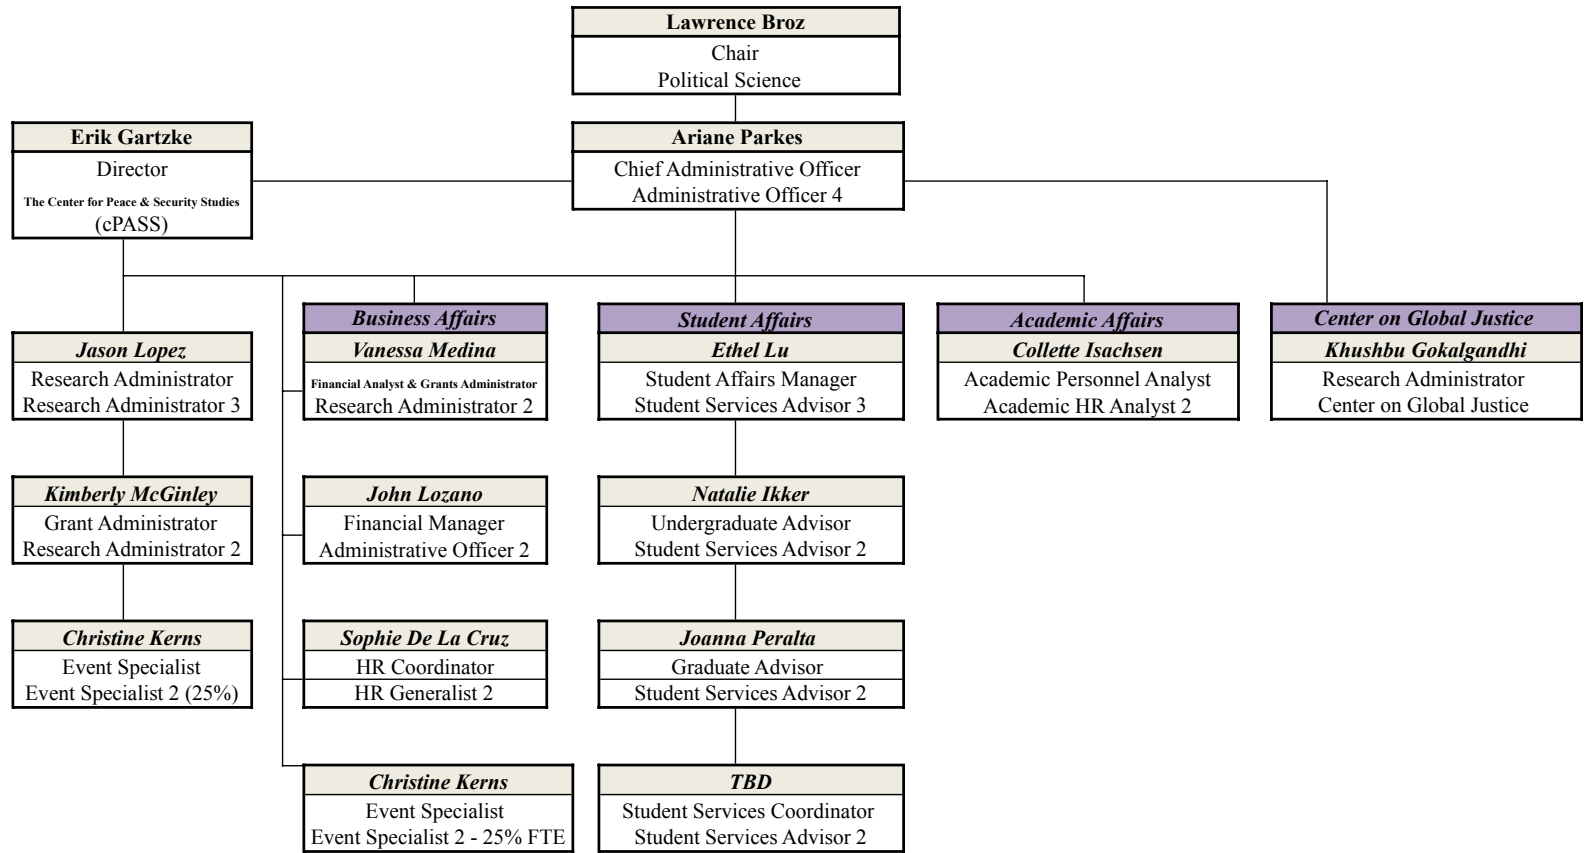 Lawrence Broz
Chair
Political Science
Erik Gartzke
Director
The Center for Peace & Security Studies
(cPASS)
Ariane Parkes
Chief Administrative Officer
Administrative Officer 4
Jason Lopez
Research Administrator
Research Administrator 3
Kimberly McGinley
Grant Administrator
Research Administrator 2
Christine Kerns
Event Specialist
Event Specialist 2 (25%)
Business Affairs
Vanessa Medina
Financial Analyst & Grants Administrator
Research Administrator 2
John Lozano
Financial Manager
Administrative Officer 2
Sophie De La Cruz
HR Coordinator
HR Generalist 2
Christine Kerns
Event Specialist
Event Specialist 2 - 25% FTE
Student Affairs
Ethel Lu
Student Affairs Manager
Student Services Advisor 3
Natalie Ikker
Undergraduate Advisor
Student Services Advisor 2
Joanna Peralta
Graduate Advisor
Student Services Advisor 2
TBD
Student Services Coordinator
Student Services Advisor 2
Academic Affairs
Collette Isachsen
Academic Personnel Analyst
Academic HR Analyst 2
Center on Global Justice
Khushbu Gokalgandhi
Research Administrator
Center on Global Justice